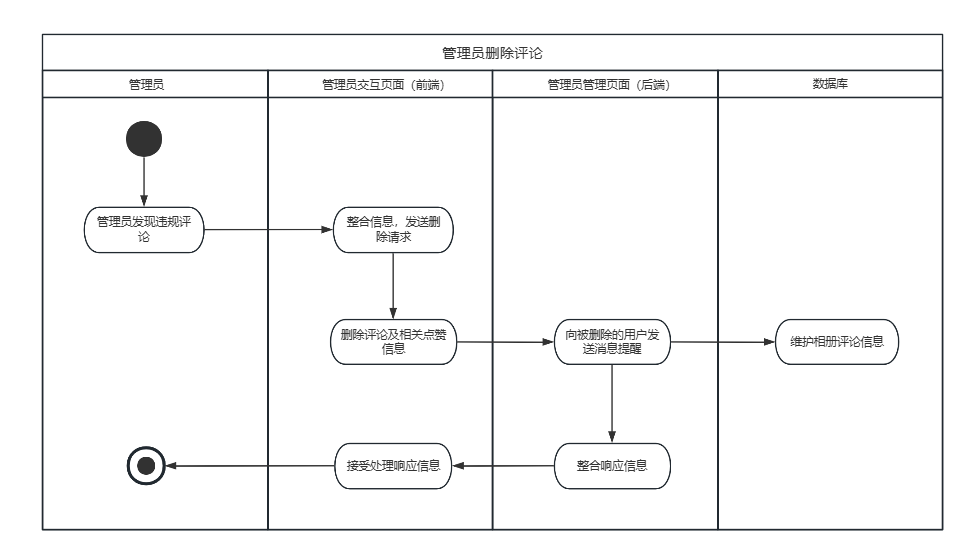 管理员删除评论
管理员
管理员交互页面（前端）
管理员管理页面（后端）
数据库
管理员发现违规评
论
整合信息，发送删
除请求
删除评论及相关点赞
信息
向被删除的用户发
送消息提醒
维护相册评论信息
接受处理响应信息
整合响应信息